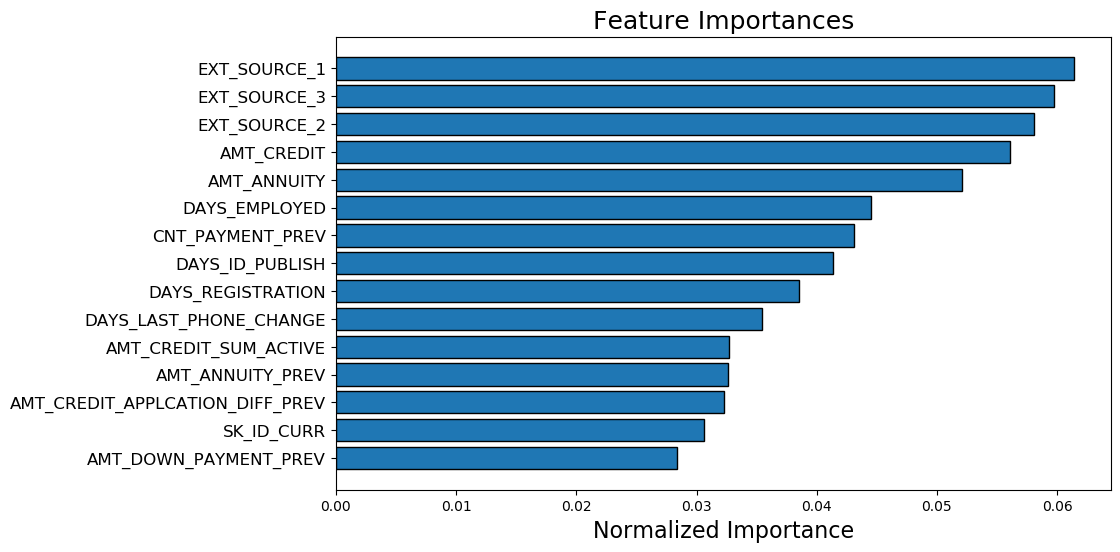 Feature Importances
EXT_SOURCE_1
EXT_SOURCE_3
EXT_SOURCE_2
AMT_CREDIT
AMT_ANNUITY
DAYS_EMPLOYED
CNT_PAYMENT_PREV
DAYS_ID_PUBLISH
DAYS_REGISTRATION
DAYS_LAST_PHONE_CHANGE
AMT_CREDIT_SUM_ACTIVE
AMT_ANNUITY_PREV
AMT_CREDIT_APPLCATION_DIFF_PREV
SK_ID_CURR
AMT_DOWN_PAYMENT_PREV
0.00 0.01 0.02 0.03 0.04 0.05 0.06
Normalized Importance